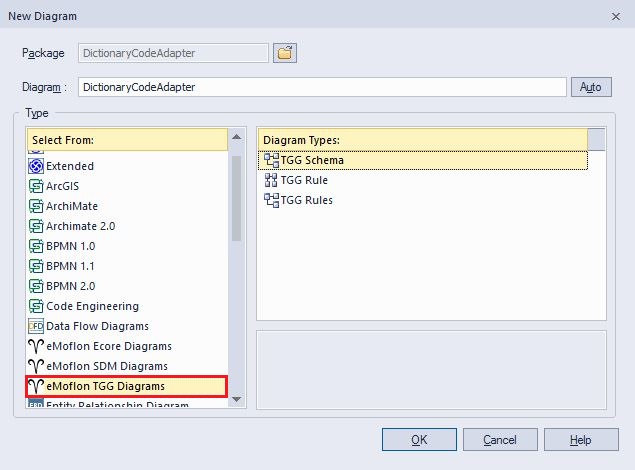 New Diagram
Package DictionaryCodeAdapter
Diagram : DictionaryCodeAdapter Auto
Type
Select From:
Extended
ArcGIS
ArchiMate
Archimate 2.0
BPMN 1.0
BPMN 1.1
BPMN 2.0
Code Engineering
DFD Data Flow Diagrams
eMoflon Ecore Diagrams
eMoflon SDM Diagrams
eMoflon TGG Diagrams
Entity Relationship Diagram
Diagram Types:
TGG Schema
TGG Rule
TGG Rules
OK Cancel Help